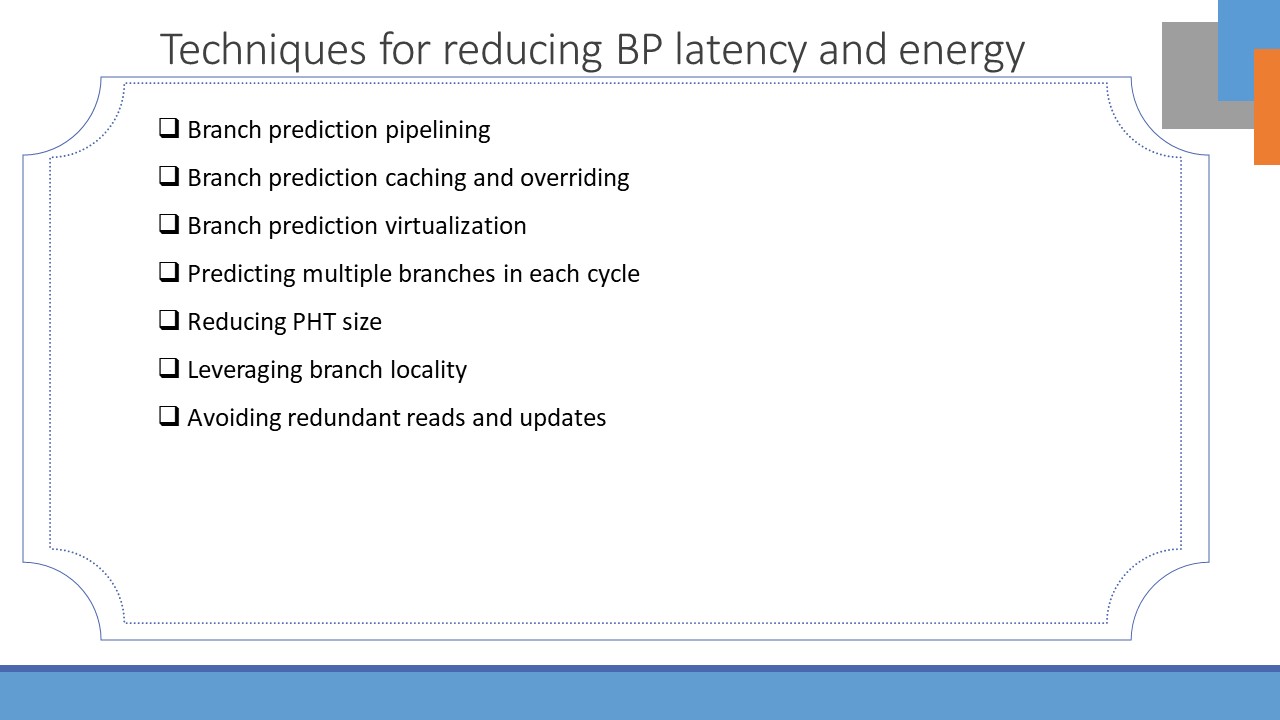 Techniques for reducing BP latency and energy
❑ Branch prediction pipelining
❑ Branch prediction caching and overriding
❑ Branch prediction virtualization
❑ Predicting multiple branches in each cycle
❑ Reducing PHT size
❑ Leveraging branch locality
❑ Avoiding redundant reads and updates